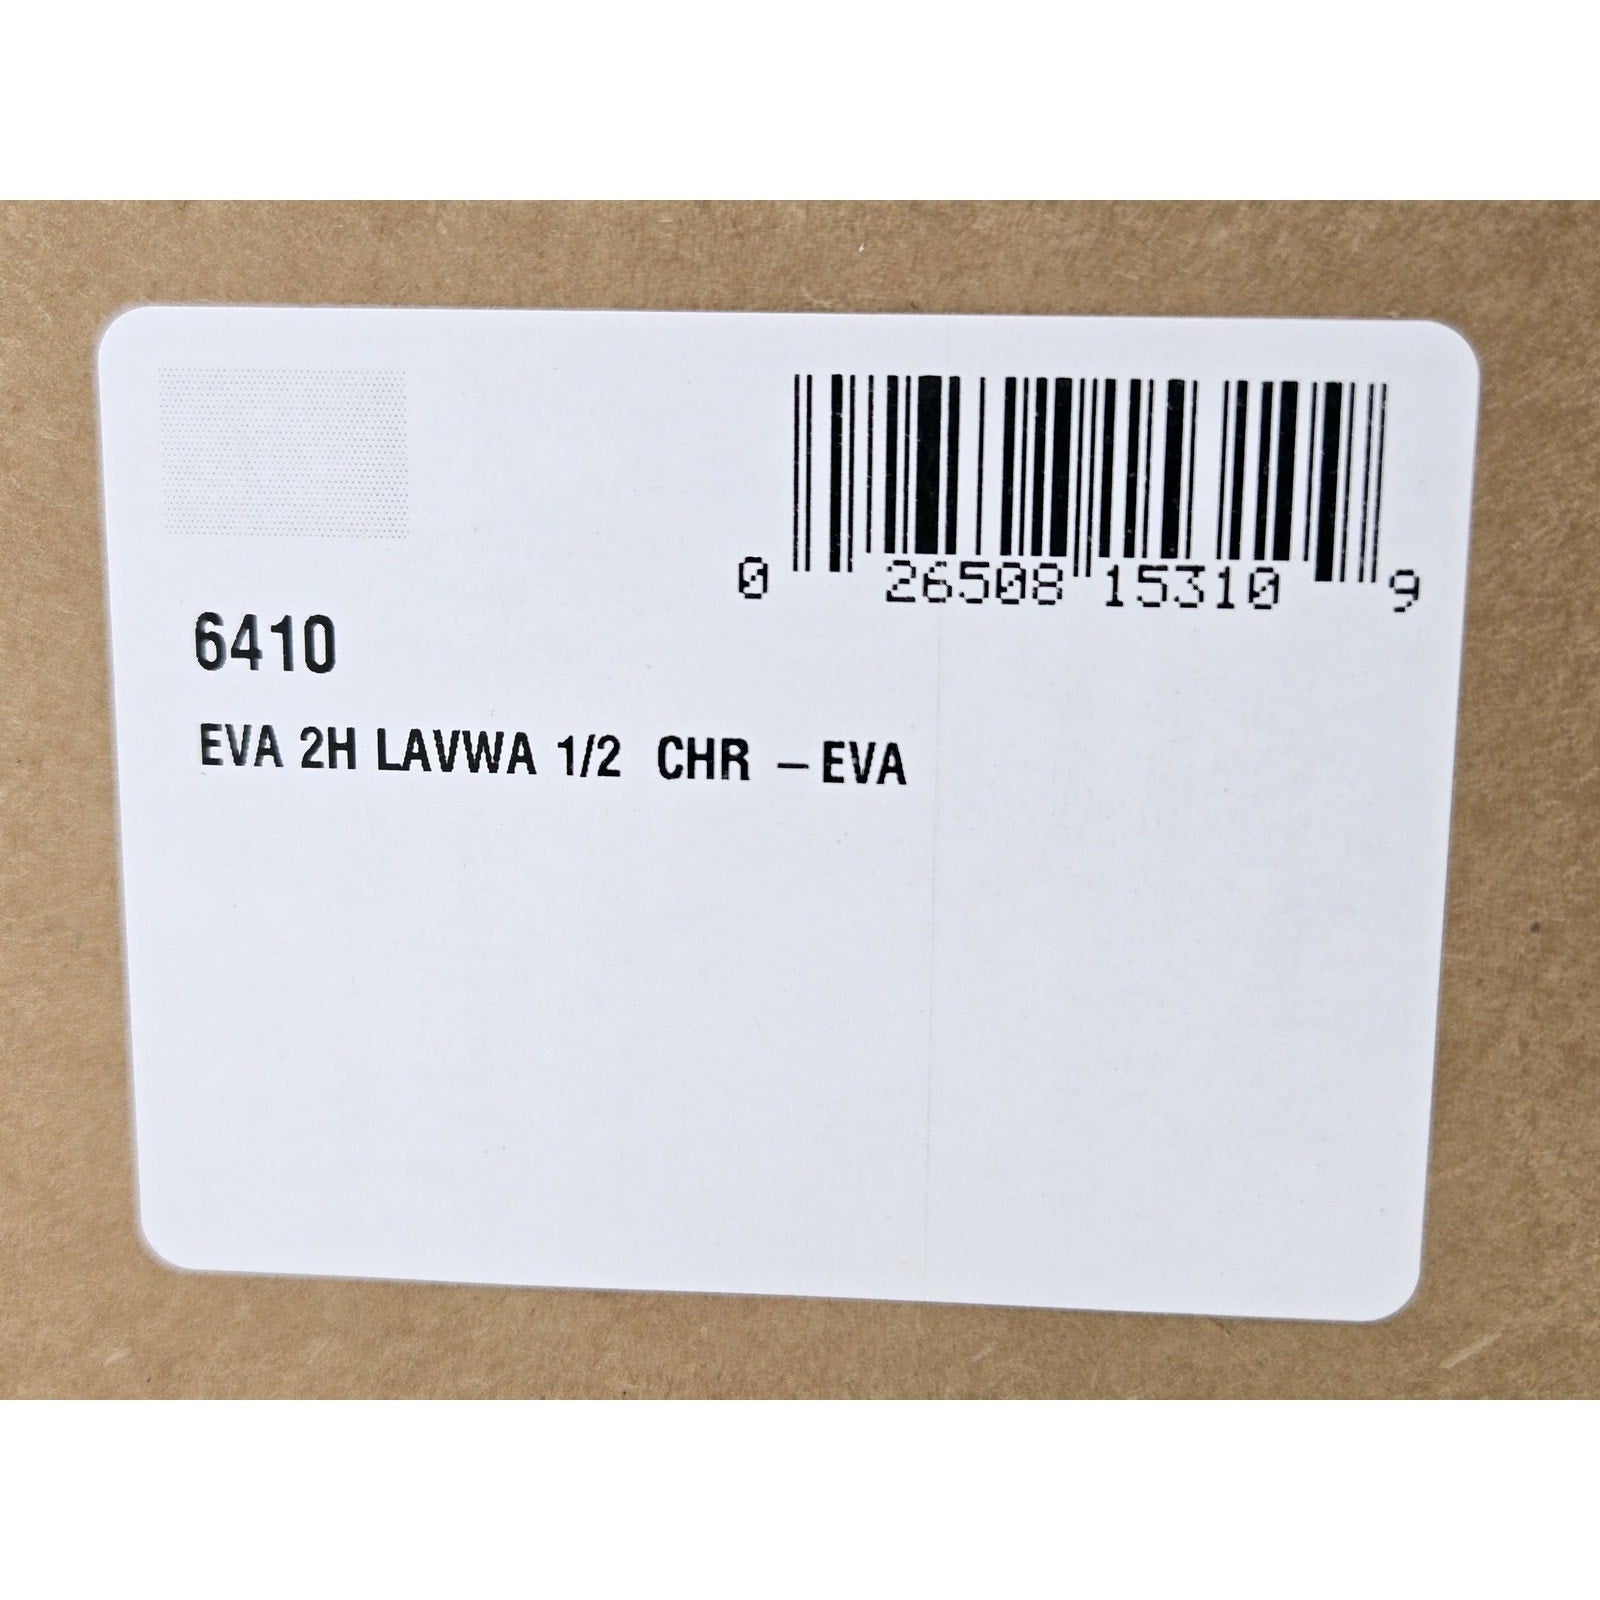 0 26508 15310 9
6410
EVA 2H LAVWA 1/2 CHR – EVA